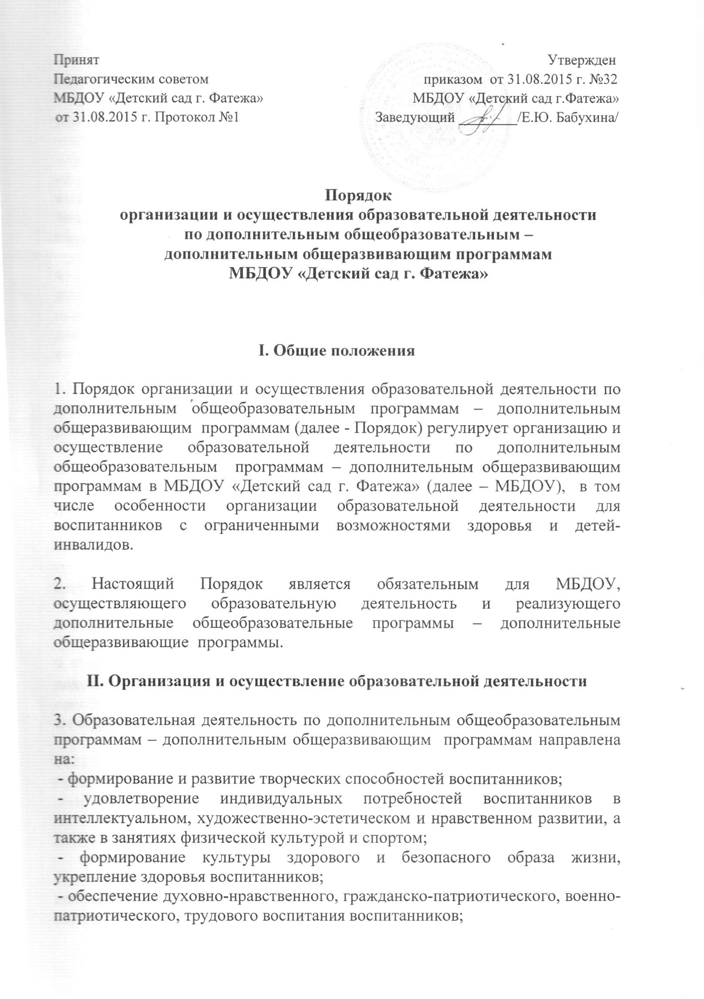 Принят Утвержден
Педагогическим советом приказом от 31.08.2015 г. №32
МБДОУ «Детский сад г. Фатежа» МБДОУ «Детский сад г.Фатежа»
от 31.08.2015 г. Протокол №1 Заведующий ________/Е.Ю. Бабухина/
Порядок
организации и осуществления образовательной деятельности
по дополнительным общеобразовательным –
дополнительным общеразвивающим программам
МБДОУ «Детский сад г. Фатежа»
I. Общие положения
1. Порядок организации и осуществления образовательной деятельности по
дополнительным общеобразовательным программам – дополнительным
общеразвивающим программам (далее - Порядок) регулирует организацию и
осуществление образовательной деятельности по дополнительным
общеобразовательным программам – дополнительным общеразвивающим
программам в МБДОУ «Детский сад г. Фатежа» (далее – МБДОУ), в том
числе особенности организации образовательной деятельности для
воспитанников с ограниченными возможностями здоровья и детей-
инвалидов.
2. Настоящий Порядок является обязательным для МБДОУ,
осуществляющего образовательную деятельность и реализующего
дополнительные общеобразовательные программы – дополнительные
общеразвивающие программы.
II. Организация и осуществление образовательной деятельности
3. Образовательная деятельность по дополнительным общеобразовательным
программам – дополнительным общеразвивающим программам направлена
на:
- формирование и развитие творческих способностей воспитанников;
- удовлетворение индивидуальных потребностей воспитанников в
интеллектуальном, художественно-эстетическом и нравственном развитии, а
также в занятиях физической культурой и спортом;
- формирование культуры здорового и безопасного образа жизни,
укрепление здоровья воспитанников;
- обеспечение духовно-нравственного, гражданско-патриотического, военно-
патриотического, трудового воспитания воспитанников;